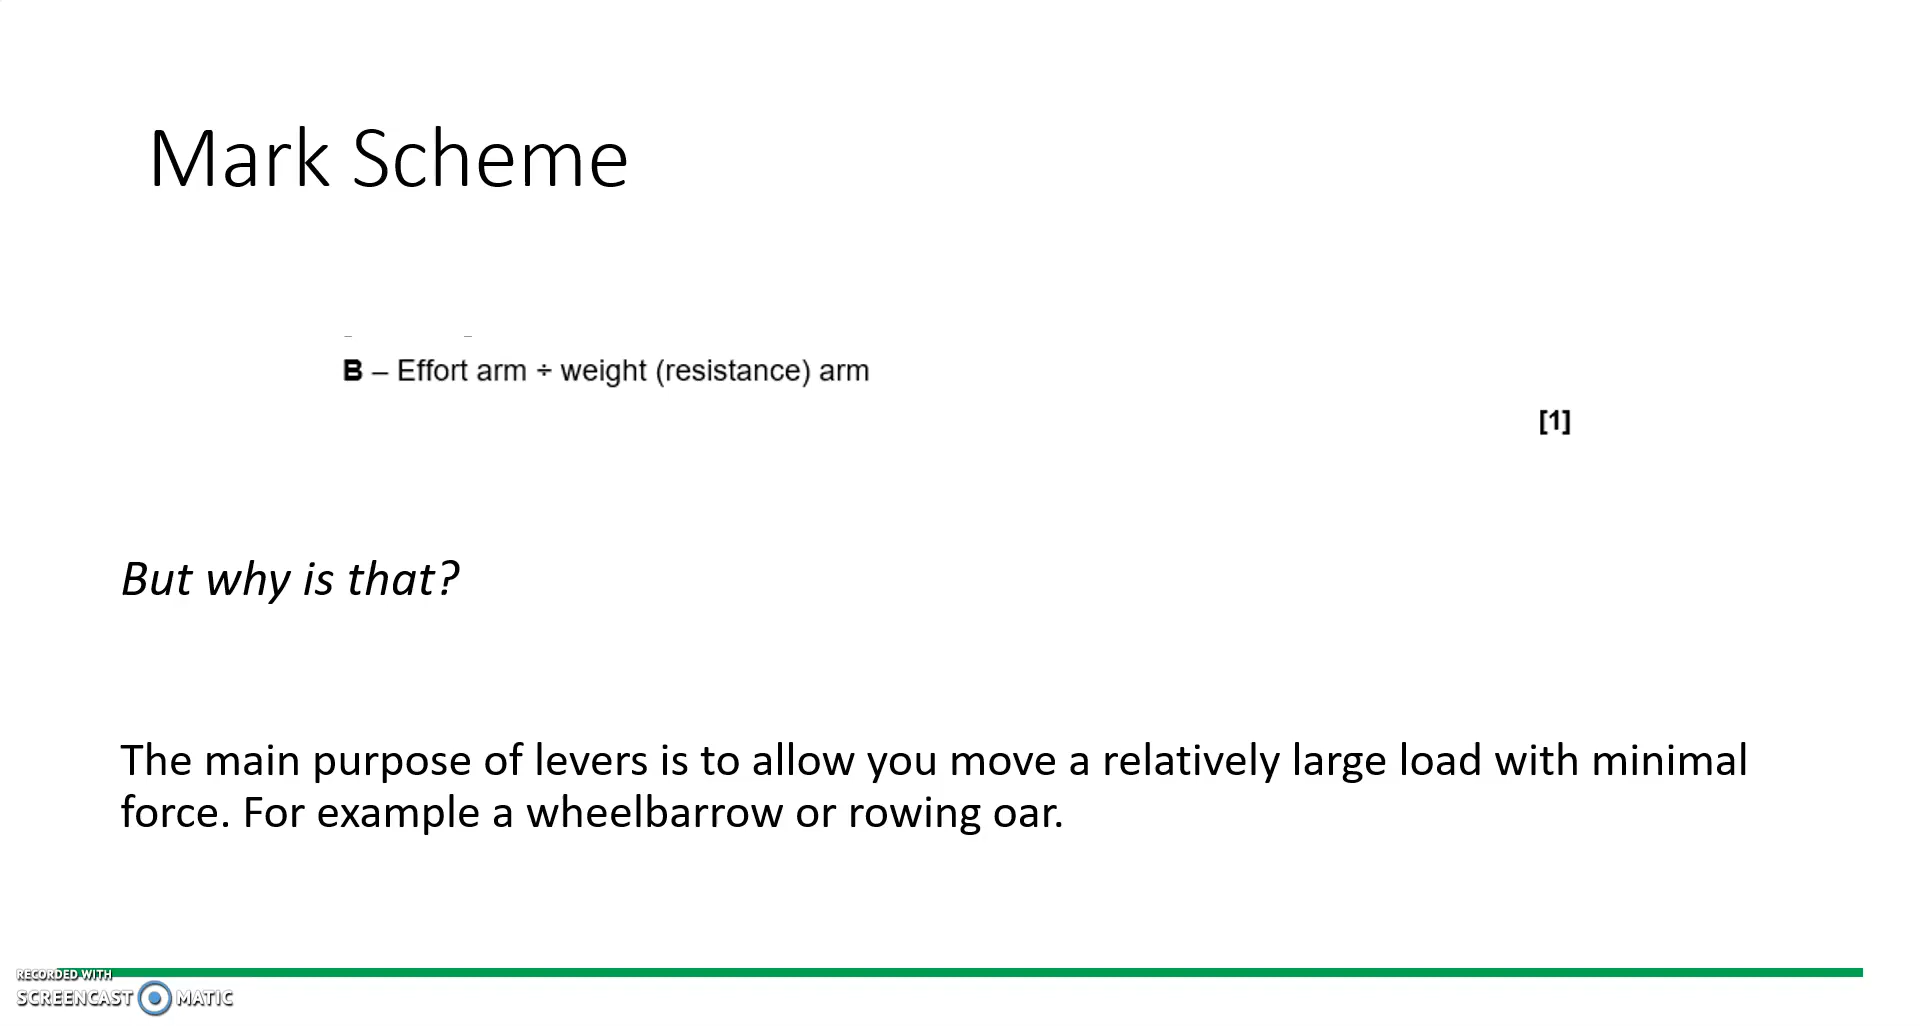 Mark Scheme
B – Effort arm ÷ weight (resistance) arm
[1]
But why is that?
The main purpose of levers is to allow you move a relatively large load with minimal
force. For example a wheelbarrow or rowing oar.
RECORDED WITH
SCREENCAST MATIC